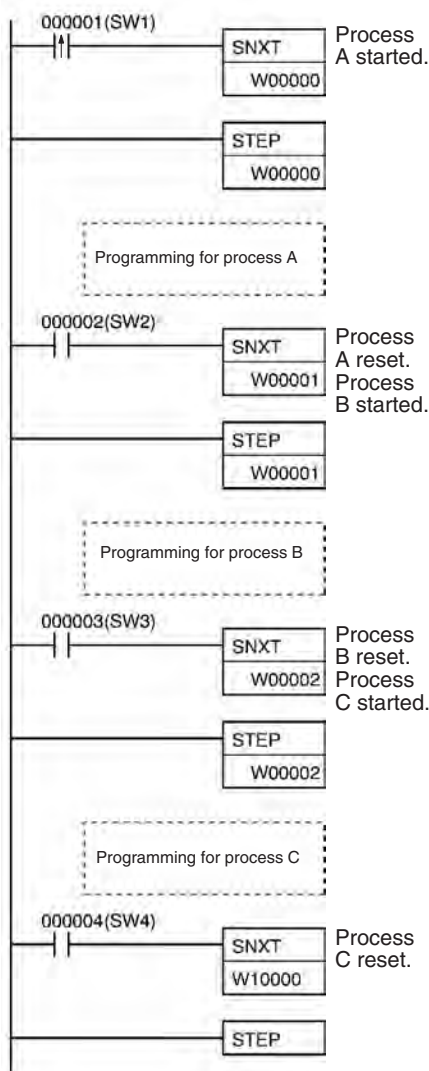 000001(SW1)
SNXT
W00000
Process
A started.
STEP
W00000
Programming for process A
000002(SW2)
SNXT
W00001
Process
A reset.
Process
B started.
STEP
W00001
Programming for process B
000003(SW3)
SNXT
W00002
Process
B reset.
Process
C started.
STEP
W00002
Programming for process C
000004(SW4)
SNXT
W10000
Process
C reset.
STEP